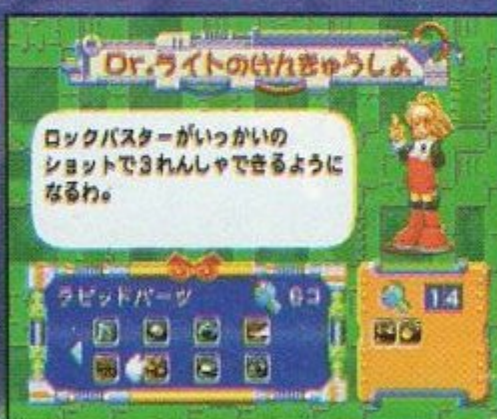 Dr.ライトのけんきゅうしょ
ロックバスターがいっかいの
ショットで3れんしゃできるように
なるわ。
ラピッドパーツ
8コ
14